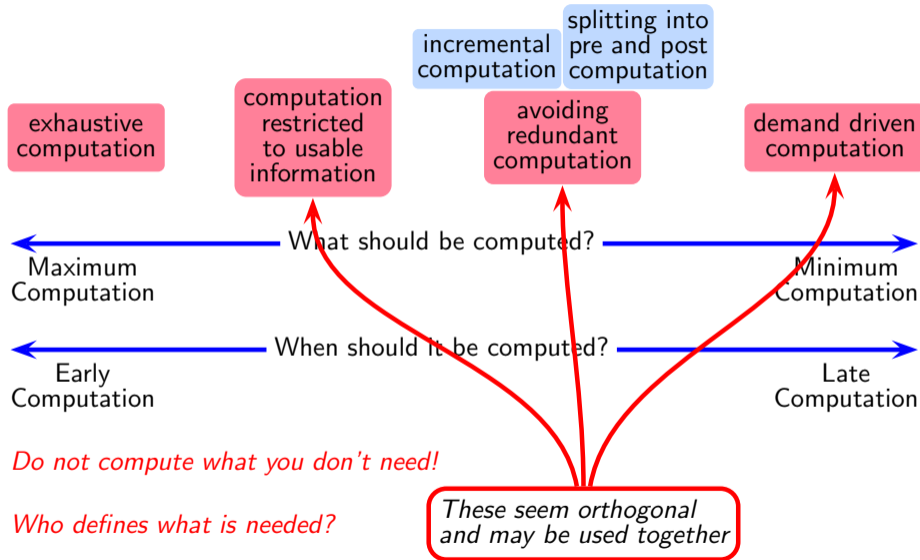 exhaustive
computation
computation
restricted
to usable
information
incremental
computation
splitting into
pre and post
computation
avoiding
redundant
computation
demand driven
computation
What should be computed?
Maximum
Computation
Minimum
Computation
When should it be computed?
Early
Computation
Late
Computation
Do not compute what you don't need!
Who defines what is needed?
These seem orthogonal
and may be used together